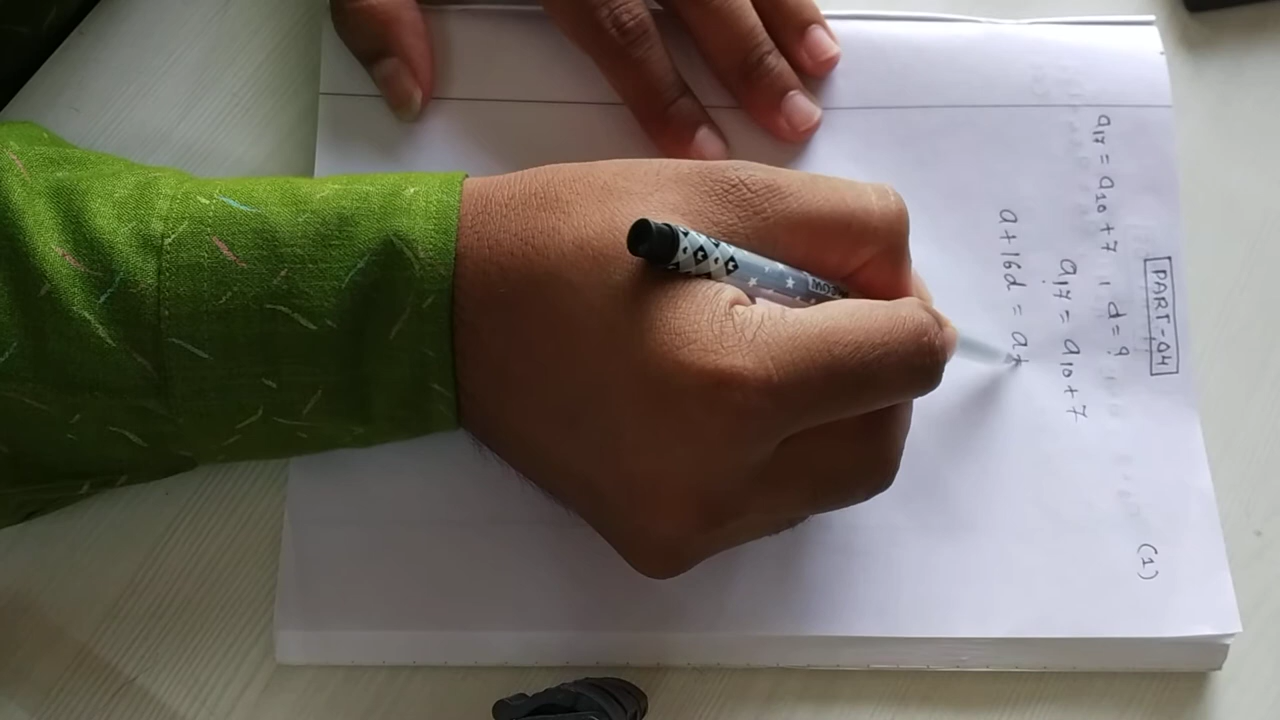 PART-04
(1)
a17 = a10 + 7 , d = ?
a17 = a10 + 7
a + 16d = a +